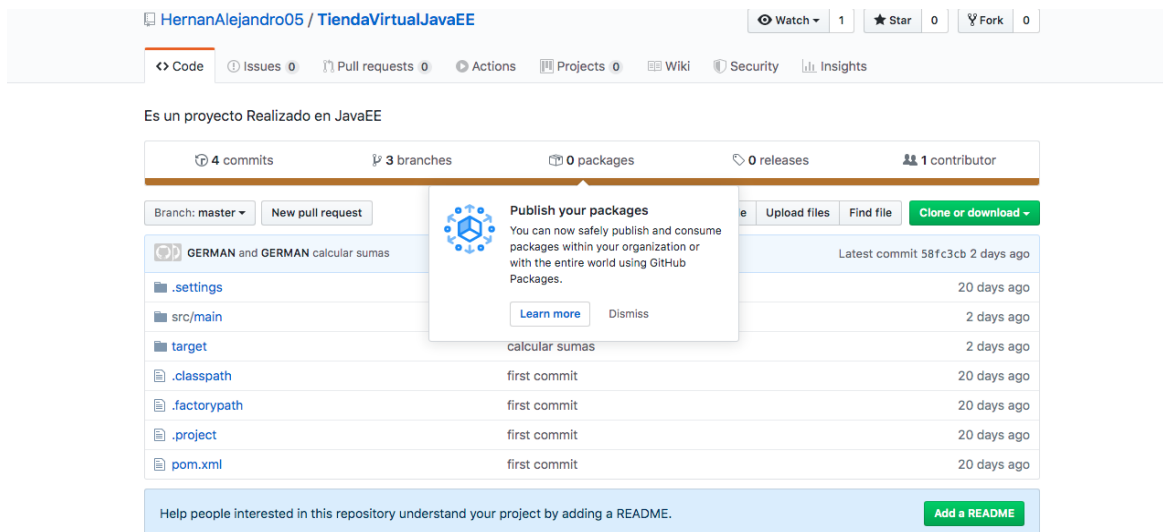 HernanAlejandro05 / TiendaVirtualJavaEE Watch 1 Star 0 Fork 0
Code Issues 0 Pull requests 0 Actions Projects 0 Wiki Security Insights
Es un proyecto Realizado en JavaEE
4 commits 3 branches 0 packages 0 releases 1 contributor
Branch: master New pull request Upload files Find file Clone or download
Publish your packages
You can now safely publish and consume
packages within your organization or
with the entire world using GitHub
Packages.
Learn more Dismiss
GERMAN and GERMAN calcular sumas Latest commit 58fc3cb 2 days ago
.settings 20 days ago
src/main 2 days ago
target calcular sumas 2 days ago
.classpath first commit 20 days ago
.factorypath first commit 20 days ago
.project first commit 20 days ago
pom.xml first commit 20 days ago
Help people interested in this repository understand your project by adding a README. Add a README